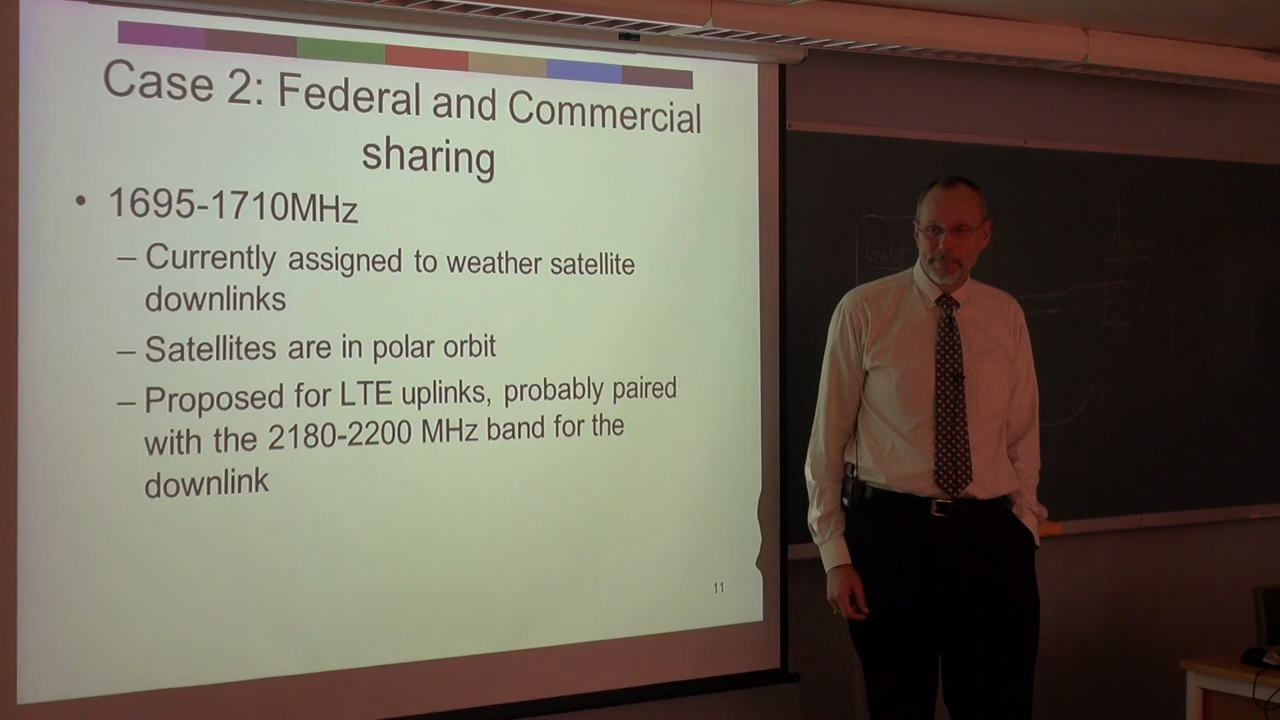 Case 2: Federal and Commercial
sharing
• 1695-1710MHz
– Currently assigned to weather satellite
downlinks
– Satellites are in polar orbit
– Proposed for LTE uplinks, probably paired
with the 2180-2200 MHz band for the
downlink
11